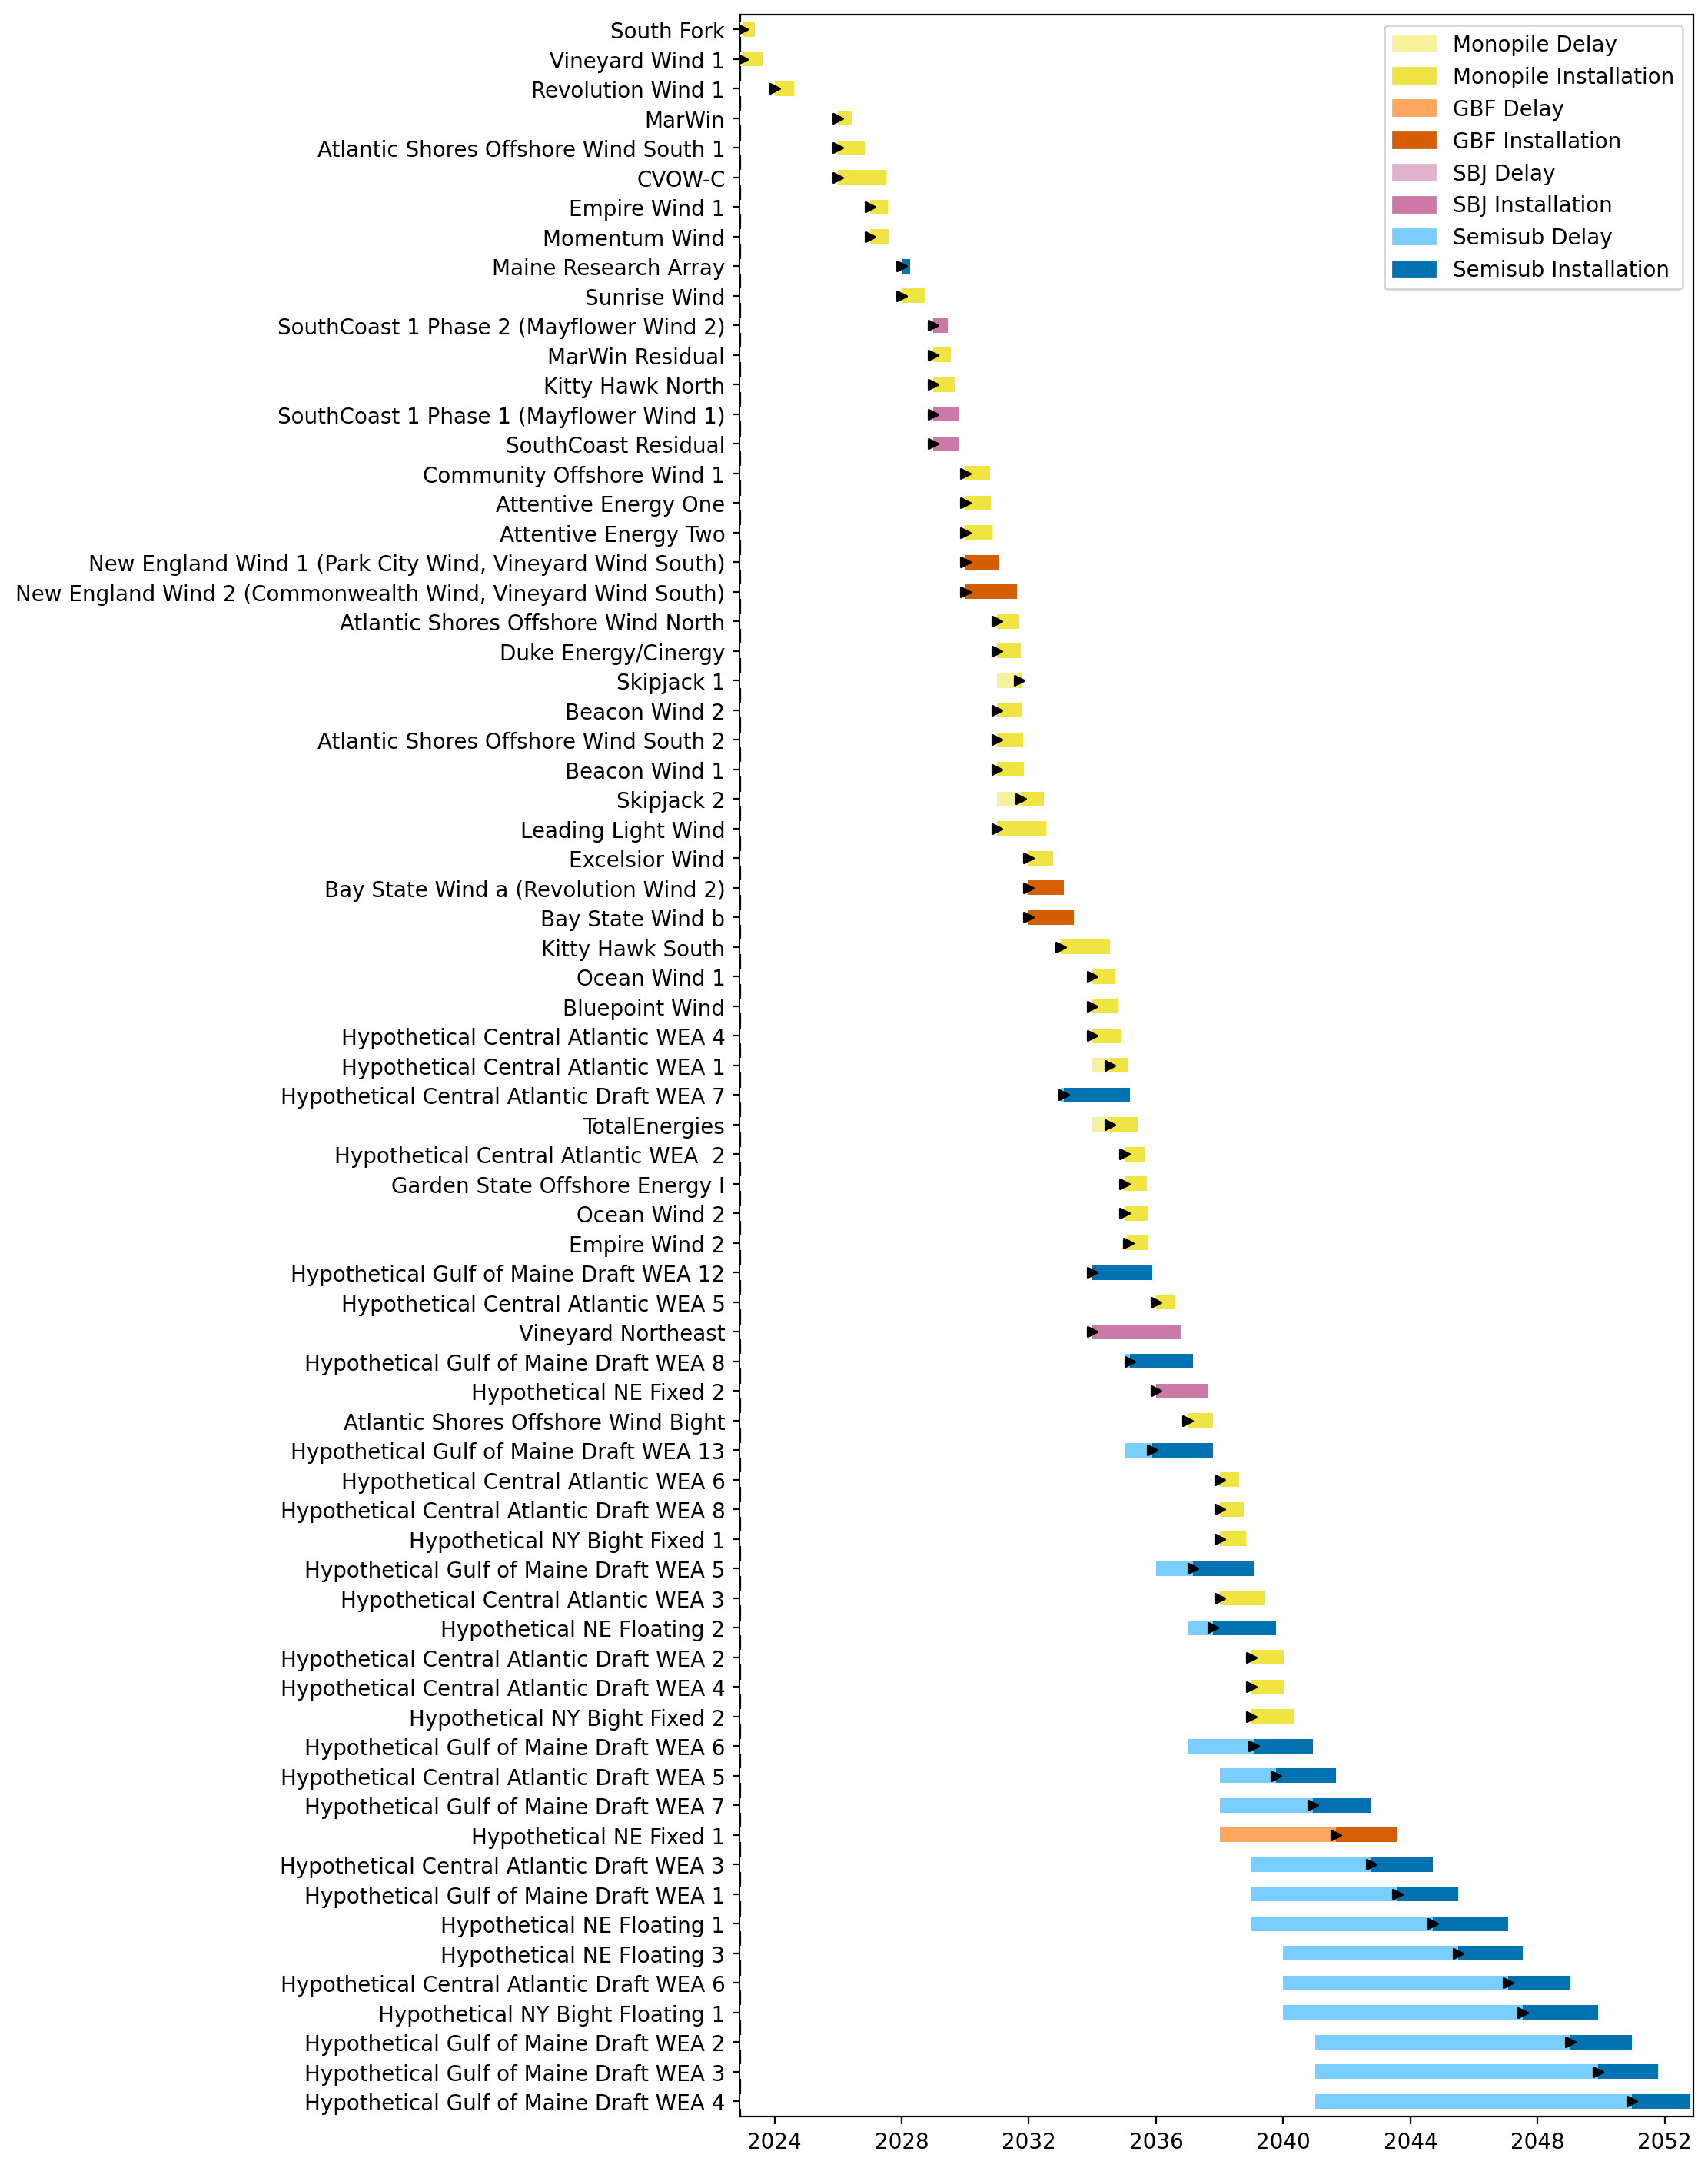 South Fork
Vineyard Wind 1
Revolution Wind 1
MarWin
Atlantic Shores Offshore Wind South 1
CVOW-C
Empire Wind 1
Momentum Wind
Maine Research Array
Sunrise Wind
SouthCoast 1 Phase 2 (Mayflower Wind 2)
MarWin Residual
Kitty Hawk North
SouthCoast 1 Phase 1 (Mayflower Wind 1)
SouthCoast Residual
Community Offshore Wind 1
Attentive Energy One
Attentive Energy Two
New England Wind 1 (Park City Wind, Vineyard Wind South)
New England Wind 2 (Commonwealth Wind, Vineyard Wind South)
Atlantic Shores Offshore Wind North
Duke Energy/Cinergy
Skipjack 1
Beacon Wind 2
Atlantic Shores Offshore Wind South 2
Beacon Wind 1
Skipjack 2
Leading Light Wind
Excelsior Wind
Bay State Wind a (Revolution Wind 2)
Bay State Wind b
Kitty Hawk South
Ocean Wind 1
Bluepoint Wind
Hypothetical Central Atlantic WEA 4
Hypothetical Central Atlantic WEA 1
Hypothetical Central Atlantic Draft WEA 7
TotalEnergies
Hypothetical Central Atlantic WEA  2
Garden State Offshore Energy I
Ocean Wind 2
Empire Wind 2
Hypothetical Gulf of Maine Draft WEA 12
Hypothetical Central Atlantic WEA 5
Vineyard Northeast
Hypothetical Gulf of Maine Draft WEA 8
Hypothetical NE Fixed 2
Atlantic Shores Offshore Wind Bight
Hypothetical Gulf of Maine Draft WEA 13
Hypothetical Central Atlantic WEA 6
Hypothetical Central Atlantic Draft WEA 8
Hypothetical NY Bight Fixed 1
Hypothetical Gulf of Maine Draft WEA 5
Hypothetical Central Atlantic WEA 3
Hypothetical NE Floating 2
Hypothetical Central Atlantic Draft WEA 2
Hypothetical Central Atlantic Draft WEA 4
Hypothetical NY Bight Fixed 2
Hypothetical Gulf of Maine Draft WEA 6
Hypothetical Central Atlantic Draft WEA 5
Hypothetical Gulf of Maine Draft WEA 7
Hypothetical NE Fixed 1
Hypothetical Central Atlantic Draft WEA 3
Hypothetical Gulf of Maine Draft WEA 1
Hypothetical NE Floating 1
Hypothetical NE Floating 3
Hypothetical Central Atlantic Draft WEA 6
Hypothetical NY Bight Floating 1
Hypothetical Gulf of Maine Draft WEA 2
Hypothetical Gulf of Maine Draft WEA 3
Hypothetical Gulf of Maine Draft WEA 4
Monopile Delay
Monopile Installation
GBF Delay
GBF Installation
SBJ Delay
SBJ Installation
Semisub Delay
Semisub Installation
2024 2028 2032 2036 2040 2044 2048 2052